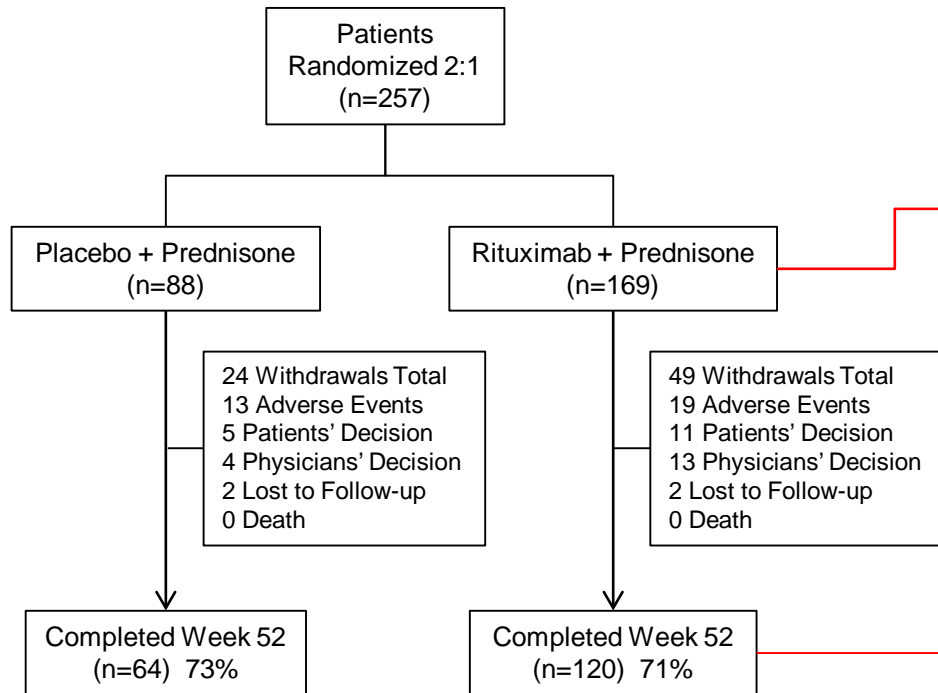 Patients
Randomized 2:1
(n=257)
Placebo + Prednisone
(n=88)
Rituximab + Prednisone
(n=169)
24 Withdrawals Total
13 Adverse Events
5 Patients’ Decision
4 Physicians’ Decision
2 Lost to Follow-up
0 Death
49 Withdrawals Total
19 Adverse Events
11 Patients’ Decision
13 Physicians’ Decision
2 Lost to Follow-up
0 Death
Completed Week 52
(n=64) 73%
Completed Week 52
(n=120) 71%